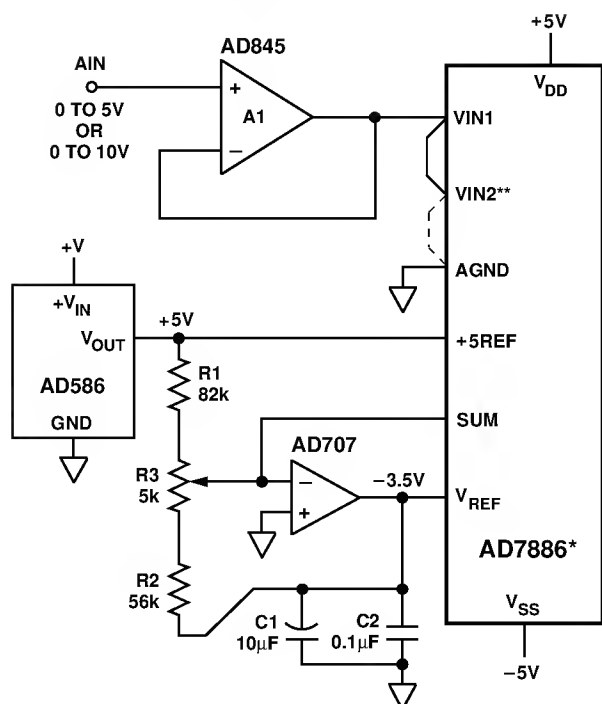 AD845
+5V
AIN
0 TO 5V
OR
0 TO 10V
+
A1
–
VDD
VIN1
VIN2**
AGND
+V
+VIN
VOUT
AD586
GND
+5V
+5REF
R1
82k
SUM
AD707
R3
5k
–
+
–3.5V
VREF
AD7886*
R2
56k
C1
10µF
C2
0.1µF
VSS
–5V